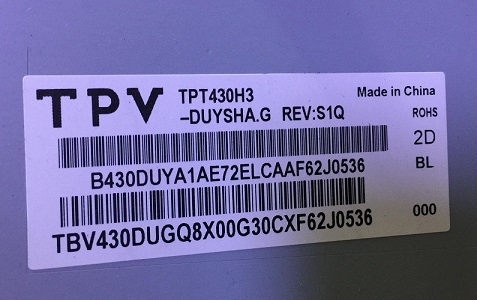 TPV
TPT430H3
-DUYSHA.G REV:S1Q
Made in China
ROHS
2D
BL
B430DUYA1AE72ELCAAF62J0536
TBV430DUGQ8X00G30CXF62J0536
000